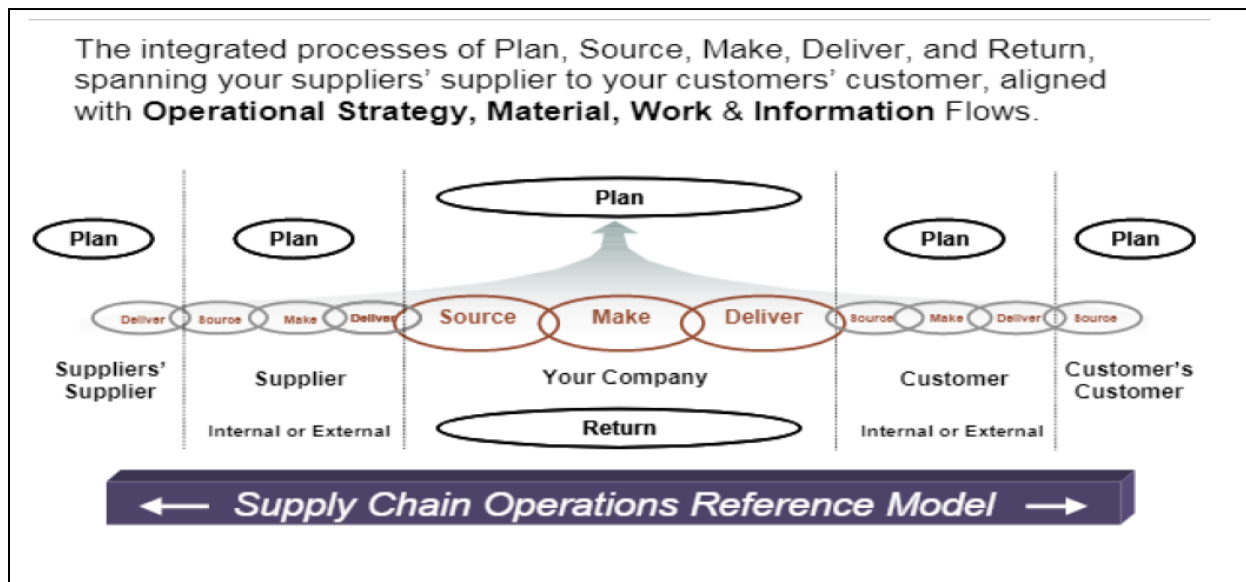 The integrated processes of Plan, Source, Make, Deliver, and Return,
spanning your suppliers' supplier to your customers' customer, aligned
with Operational Strategy, Material, Work & Information Flows.
Plan
Plan Plan Plan Plan
Deliver Source Make Deliver Source Make Deliver Source Make Deliver Source
Suppliers'
Supplier
Supplier
Your Company
Customer
Customer's
Customer
Internal or External
Return
Internal or External
Supply Chain Operations Reference Model